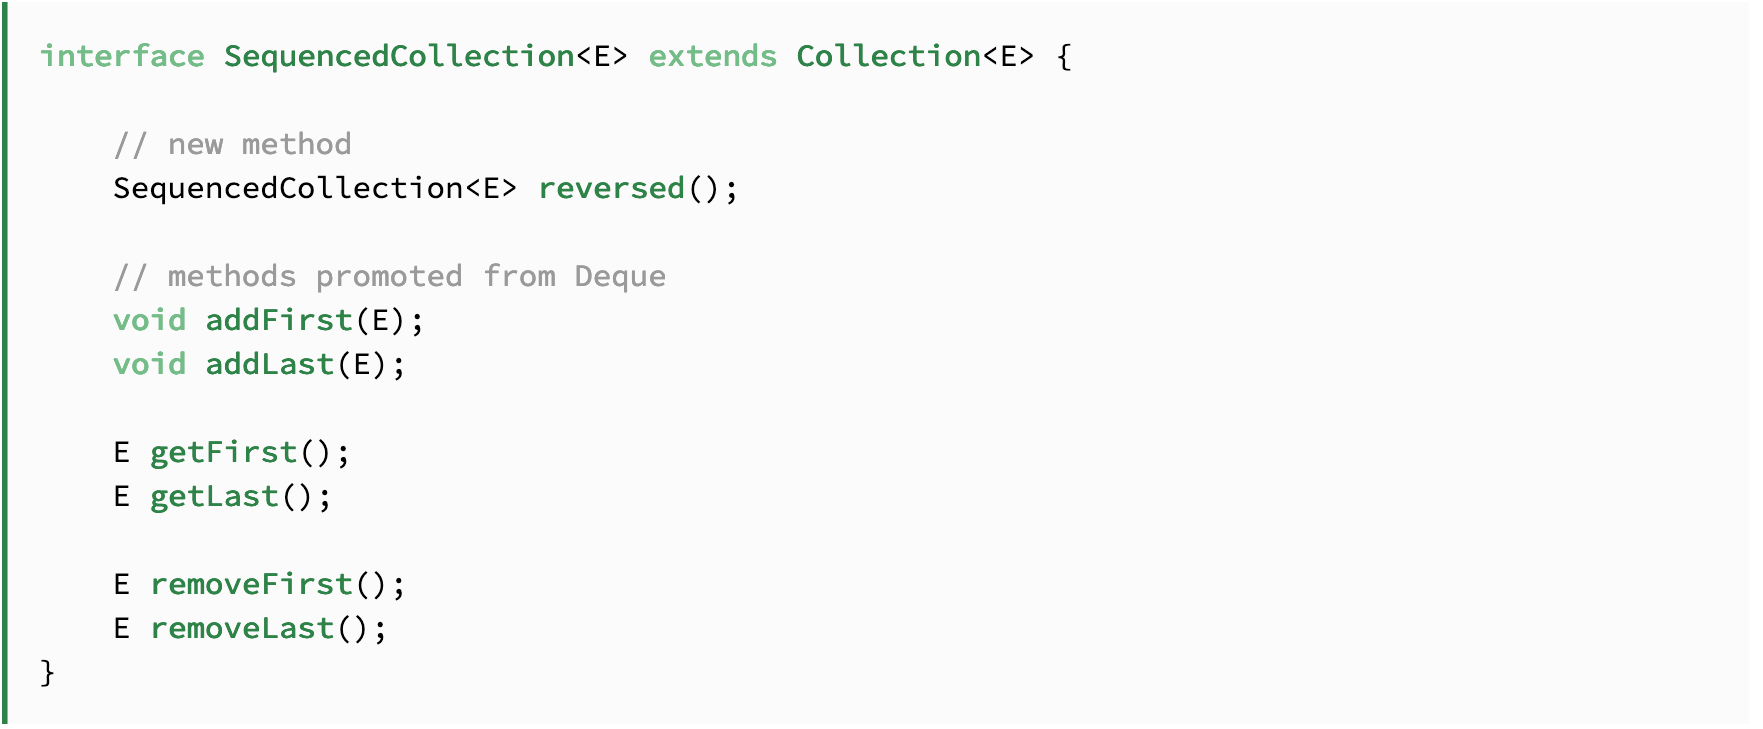 interface SequencedCollection<E> extends Collection<E> {
    // new method
    SequencedCollection<E> reversed();
    // methods promoted from Deque
    void addFirst(E);
    void addLast(E);
    E getFirst();
    E getLast();
    E removeFirst();
    E removeLast();
}